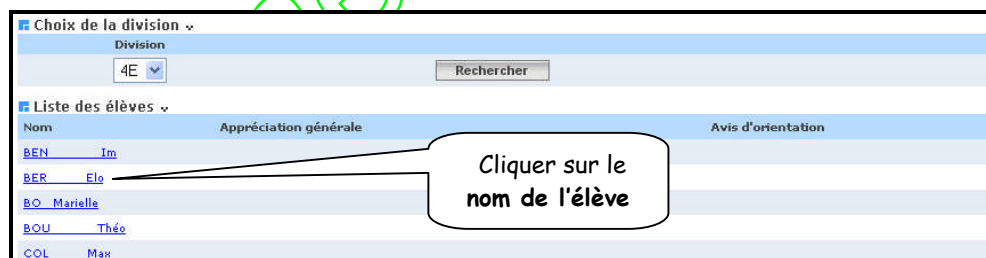 Choix de la division
Division
4E
Rechercher
Liste des élèves
Nom Appréciation générale Avis d'orientation
BEN Im
BER Elo
Cliquer sur le
nom de l'élève
BO Marielle
BOU Théo
COL Max